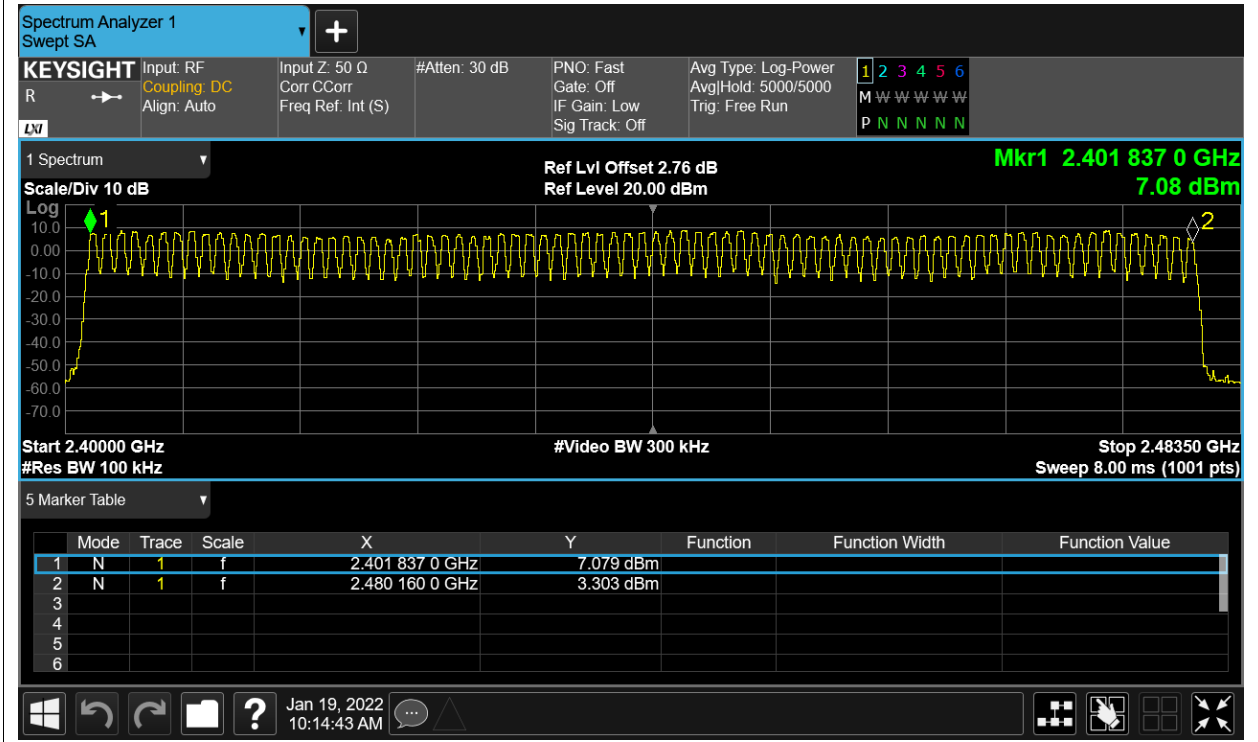 Spectrum Analyzer 1
Swept SA
KEYSIGHT
R
LXI
Input: RF
Coupling: DC
Align: Auto
Input Z: 50 Ω
Corr CCorr
Freq Ref: Int (S)
#Atten: 30 dB
PNO: Fast
Gate: Off
IF Gain: Low
Sig Track: Off
Avg Type: Log-Power
Avg|Hold: 5000/5000
Trig: Free Run
1 2 3 4 5 6
M W W W W W
P N N N N N
1 Spectrum
Scale/Div 10 dB
Ref Lvl Offset 2.76 dB
Ref Level 20.00 dBm
Mkr1 2.401 837 0 GHz
7.08 dBm
Log
1
2
10.0
0.00
-10.0
-20.0
-30.0
-40.0
-50.0
-60.0
-70.0
Start 2.40000 GHz
#Video BW 300 kHz
Stop 2.48350 GHz
#Res BW 100 kHz
Sweep 8.00 ms (1001 pts)
5 Marker Table
Mode Trace Scale X Y Function Function Width Function Value
1 N 1 f 2.401 837 0 GHz 7.079 dBm
2 N 1 f 2.480 160 0 GHz 3.303 dBm
3
4
5
6
?
Jan 19, 2022
10:14:43 AM